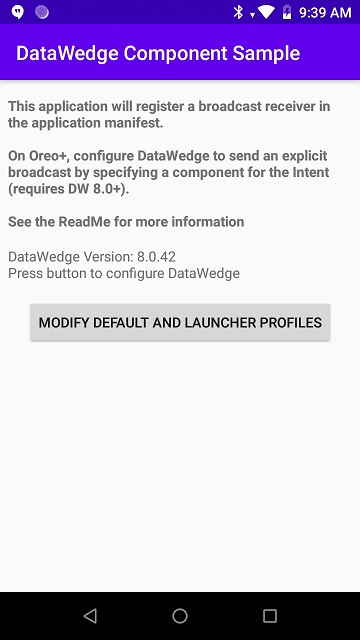 9:39 AM
DataWedge Component Sample
This application will register a broadcast receiver in
the application manifest.
On Oreo+, configure DataWedge to send an explicit
broadcast by specifying a component for the Intent
(requires DW 8.0+).
See the ReadMe for more information
DataWedge Version: 8.0.42
Press button to configure DataWedge
MODIFY DEFAULT AND LAUNCHER PROFILES